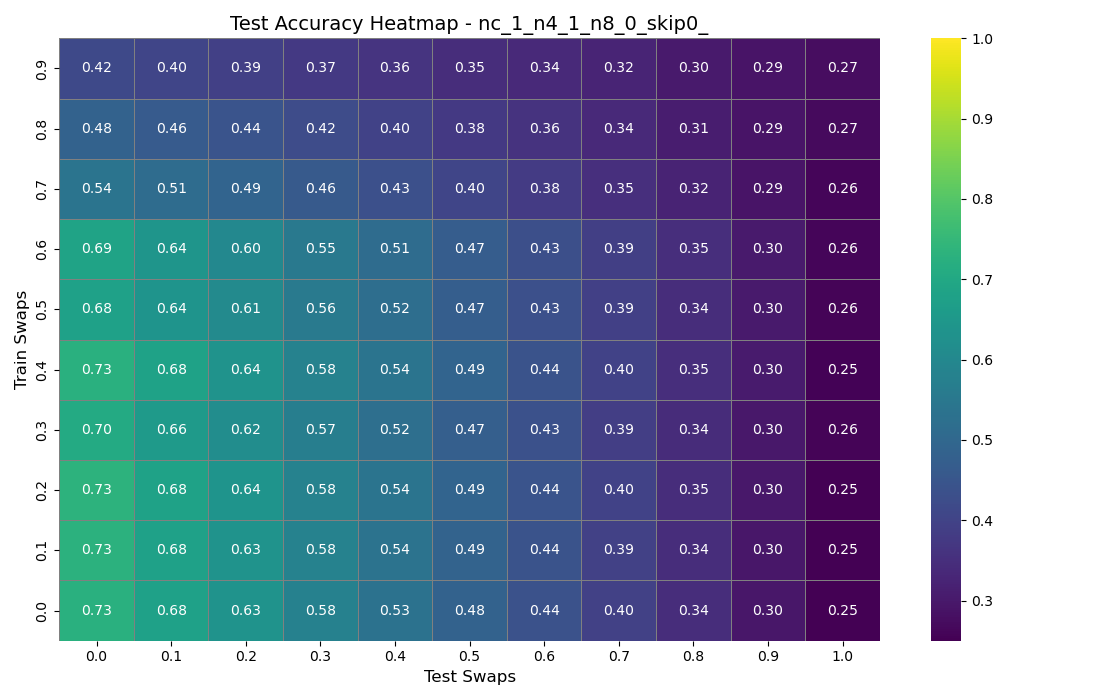 Test Accuracy Heatmap - nc_1_n4_1_n8_0_skip0_
0.9 0.42 0.40 0.39 0.37 0.36 0.35 0.34 0.32 0.30 0.29 0.27
0.8 0.48 0.46 0.44 0.42 0.40 0.38 0.36 0.34 0.31 0.29 0.27
0.7 0.54 0.51 0.49 0.46 0.43 0.40 0.38 0.35 0.32 0.29 0.26
0.6 0.69 0.64 0.60 0.55 0.51 0.47 0.43 0.39 0.35 0.30 0.26
0.5 0.68 0.64 0.61 0.56 0.52 0.47 0.43 0.39 0.34 0.30 0.26
0.4 0.73 0.68 0.64 0.58 0.54 0.49 0.44 0.40 0.35 0.30 0.25
0.3 0.70 0.66 0.62 0.57 0.52 0.47 0.43 0.39 0.34 0.30 0.26
0.2 0.73 0.68 0.64 0.58 0.54 0.49 0.44 0.40 0.35 0.30 0.25
0.1 0.73 0.68 0.63 0.58 0.54 0.49 0.44 0.39 0.34 0.30 0.25
0.0 0.73 0.68 0.63 0.58 0.53 0.48 0.44 0.40 0.34 0.30 0.25
0.0 0.1 0.2 0.3 0.4 0.5 0.6 0.7 0.8 0.9 1.0
Test Swaps
Train Swaps
1.0
0.9
0.8
0.7
0.6
0.5
0.4
0.3